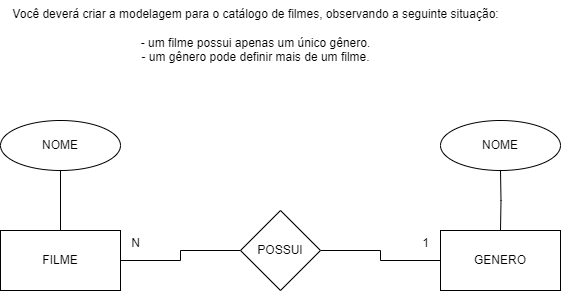 Você deverá criar a modelagem para o catálogo de filmes, observando a seguinte situação:
- um filme possui apenas um único gênero.
- um gênero pode definir mais de um filme.
NOME
NOME
N
POSSUI
1
FILME
GENERO